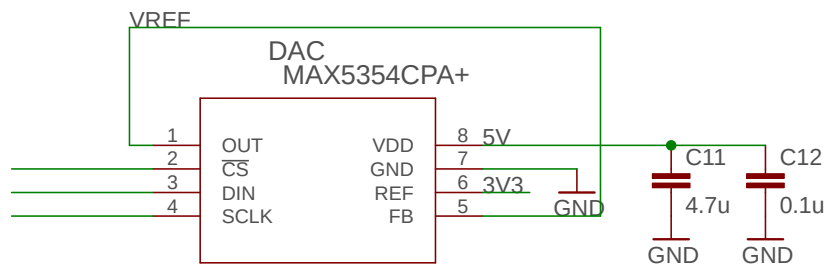 VREF
DAC
MAX5354CPA+
1 OUT VDD 8 5V
2 CS GND 7
3 DIN REF 6 3V3
4 SCLK FB 5
GND
C11
4.7u
GND
C12
0.1u
GND